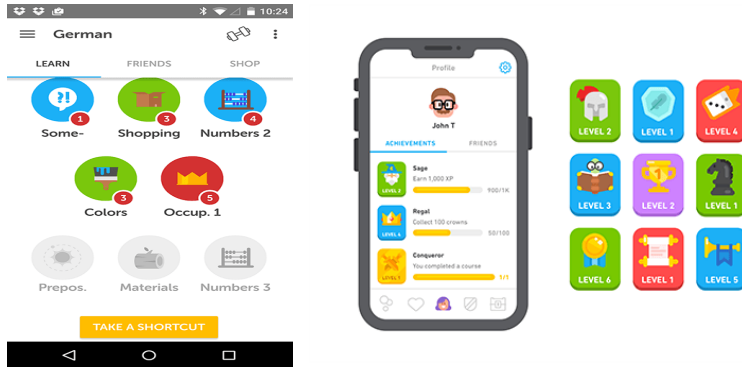 10:24
German
LEARN FRIENDS SHOP
1 3 4
Some- Shopping Numbers 2
3 5
Colors Occup. 1
Prepos. Materials Numbers 3
TAKE A SHORTCUT
Profile
John T
ACHIEVEMENTS FRIENDS
Sage
Earn 1,000 XP
LEVEL 2 900/1K
Regal
Collect 100 crowns
LEVEL 4 50/100
Conqueror
You completed a course
LEVEL 1 1/1
LEVEL 2 LEVEL 1 LEVEL 4
LEVEL 3 LEVEL 2 LEVEL 1
LEVEL 6 LEVEL 1 LEVEL 5